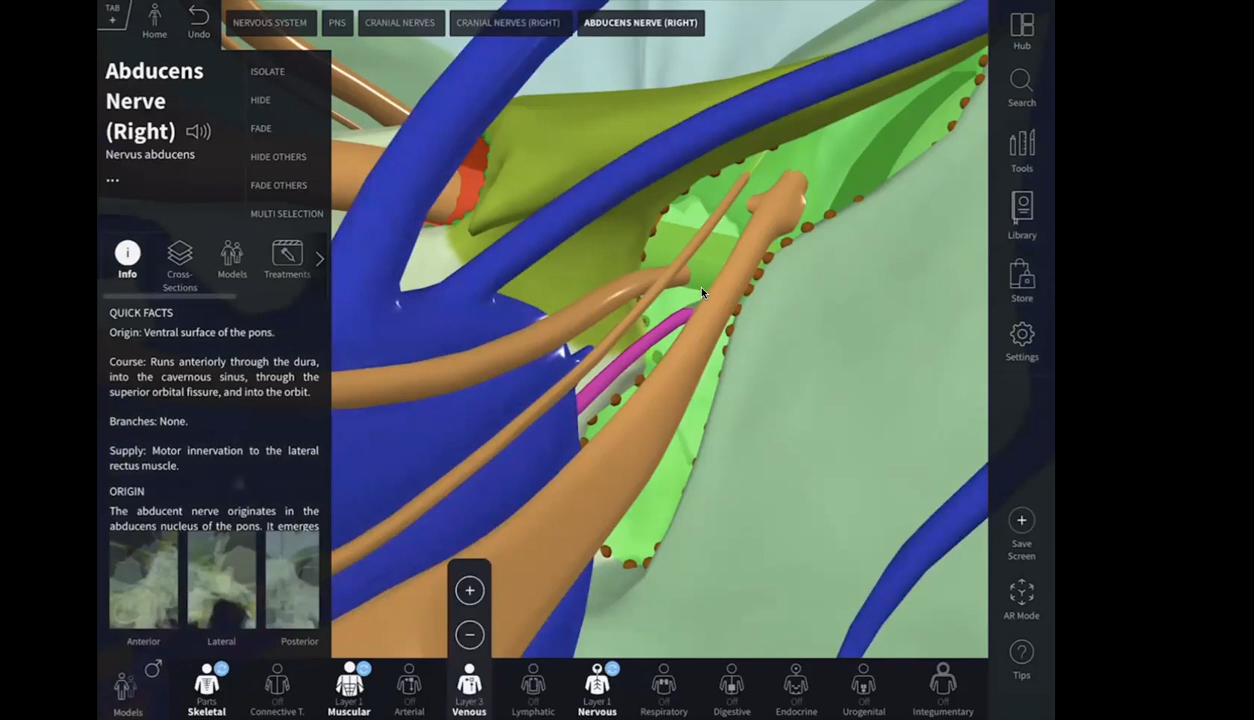 TAB
+
Home
Undo
NERVOUS SYSTEM
PNS
CRANIAL NERVES
CRANIAL NERVES (RIGHT)
ABDUCENS NERVE (RIGHT)
Abducens
Nerve
(Right)
Nervus abducens
...
ISOLATE
HIDE
FADE
HIDE OTHERS
FADE OTHERS
MULTI SELECTION
Info
Cross-
Sections
Models
Treatments
QUICK FACTS
Origin: Ventral surface of the pons.
Course: Runs anteriorly through the dura,
into the cavernous sinus, through the
superior orbital fissure, and into the orbit.
Branches: None.
Supply: Motor innervation to the lateral
rectus muscle.
ORIGIN
The abducent nerve originates in the
abducens nucleus of the pons. It emerges
Anterior
Lateral
Posterior
Hub
Search
Tools
Library
Store
Settings
Save
Screen
AR Mode
Tips
+
−
Models
Parts
Skeletal
Off
Connective T.
Layer 1
Muscular
Off
Arterial
Layer 3
Venous
Off
Lymphatic
Layer 1
Nervous
Off
Respiratory
Off
Digestive
Off
Endocrine
Off
Urogenital
Off
Integumentary